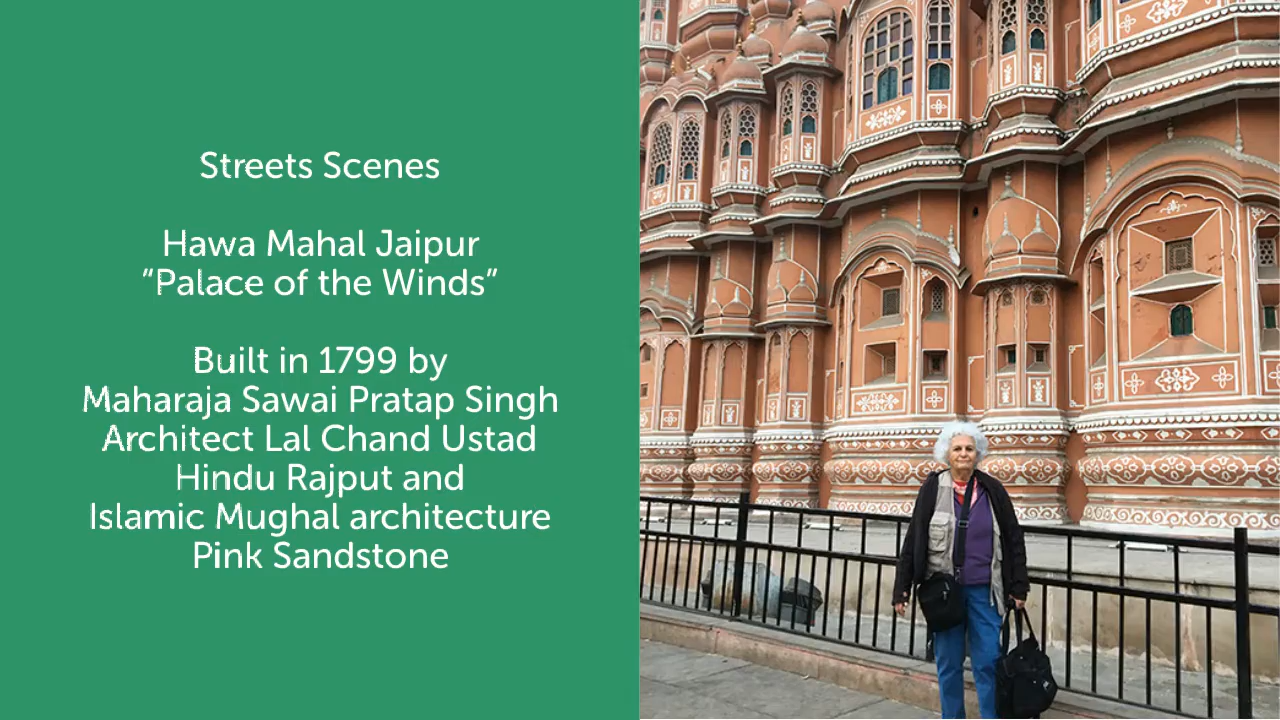 Streets Scenes
Hawa Mahal Jaipur
“Palace of the Winds”
Built in 1799 by
Maharaja Sawai Pratap Singh
Architect Lal Chand Ustad
Hindu Rajput and
Islamic Mughal architecture
Pink Sandstone